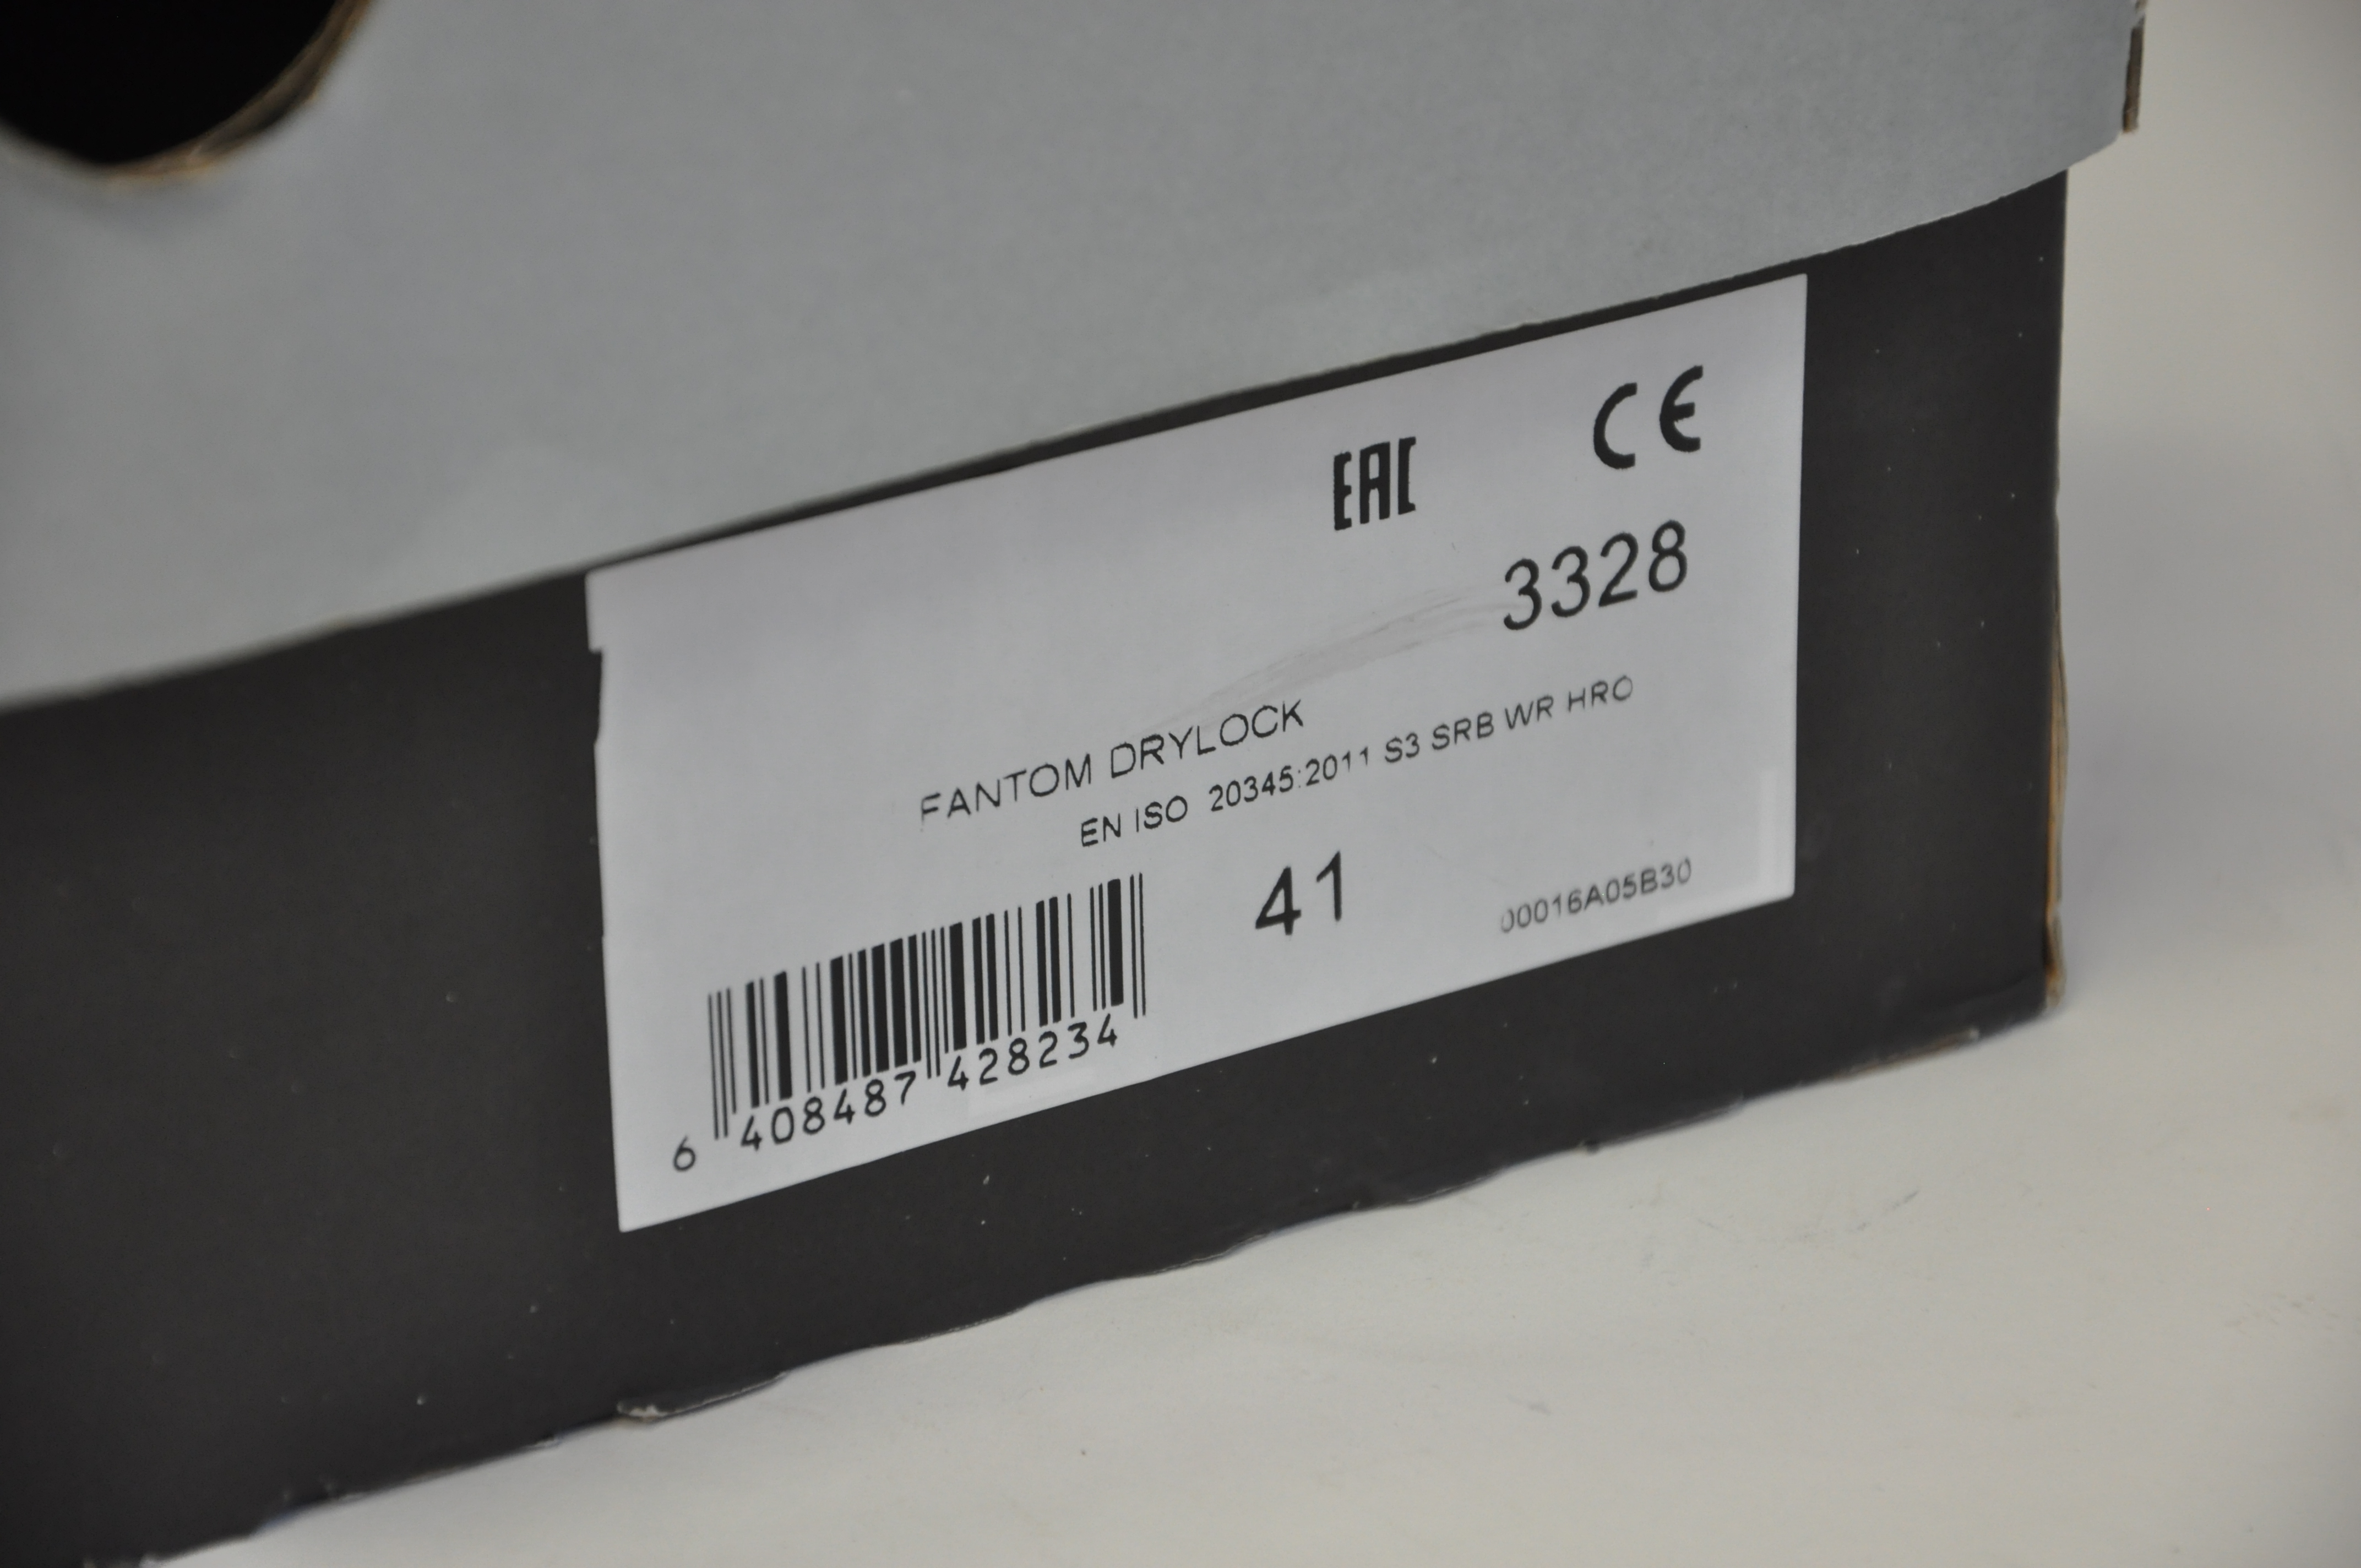 EAC CE
3328
FANTOM DRYLOCK
EN ISO 20345:2011 S3 SRB WR HRO
41
00016A05B30
6 408487 428234